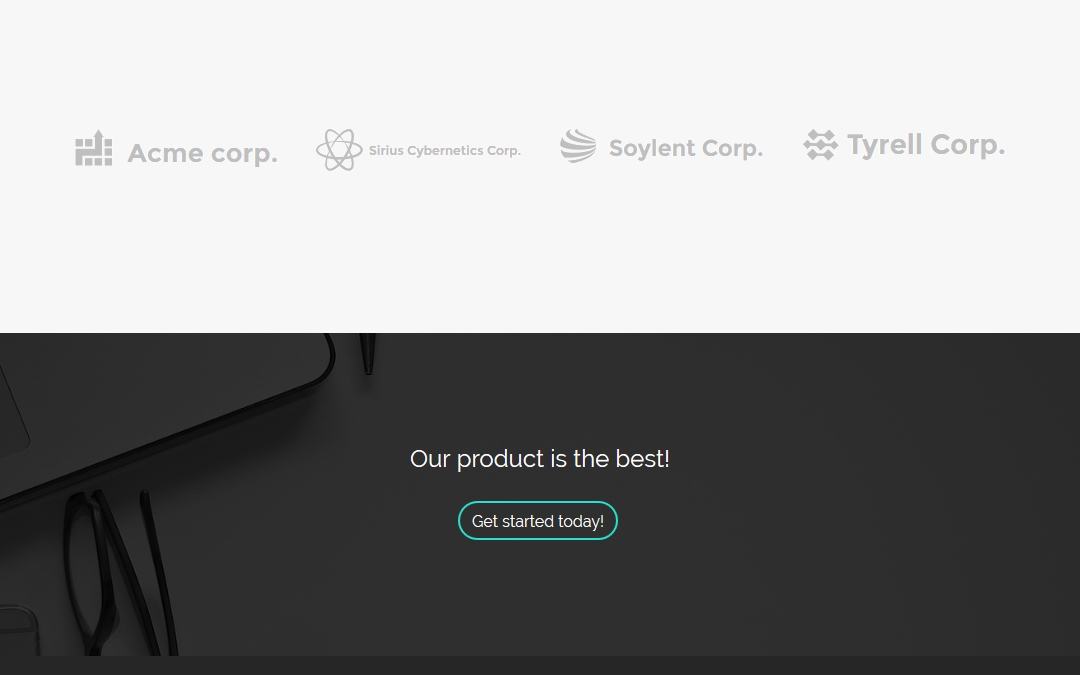 Acme corp.
Sirius Cybernetics Corp.
Soylent Corp.
Tyrell Corp.
Our product is the best!
Get started today!